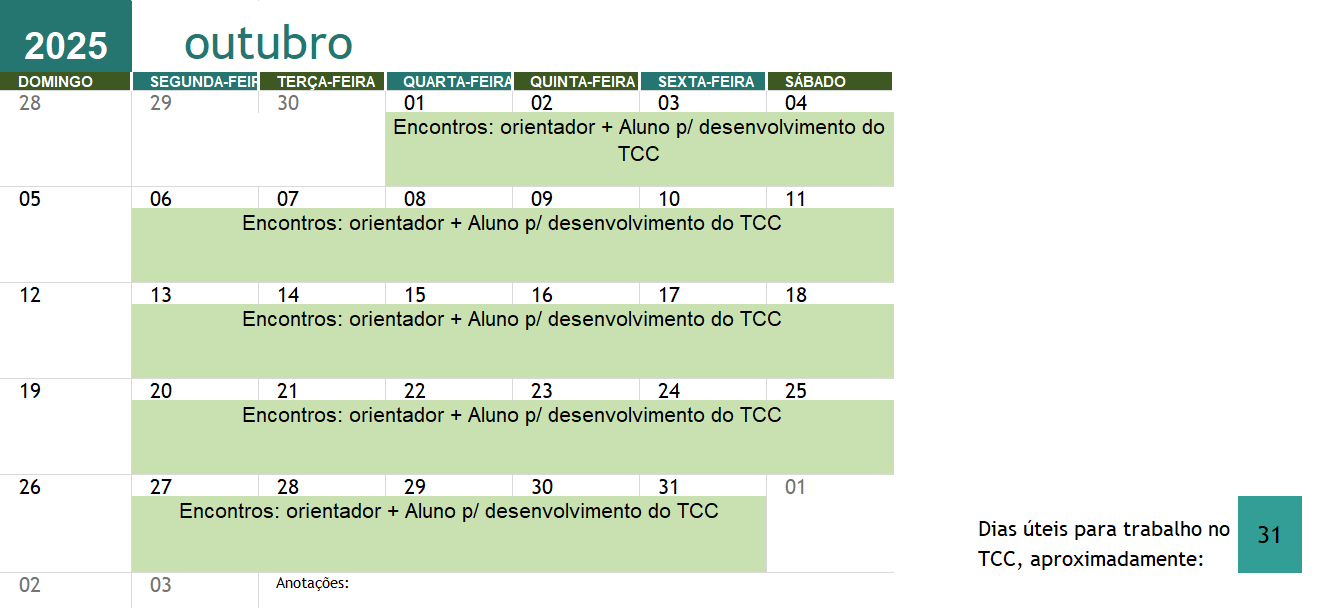 2025 outubro
DOMINGO SEGUNDA-FEIR TERÇA-FEIRA QUARTA-FEIRA QUINTA-FEIRA SEXTA-FEIRA SÁBADO
28 29 30 01 02 03 04
Encontros: orientador + Aluno p/ desenvolvimento do
TCC
05 06 07 08 09 10 11
Encontros: orientador + Aluno p/ desenvolvimento do TCC
12 13 14 15 16 17 18
Encontros: orientador + Aluno p/ desenvolvimento do TCC
19 20 21 22 23 24 25
Encontros: orientador + Aluno p/ desenvolvimento do TCC
26 27 28 29 30 31 01
Encontros: orientador + Aluno p/ desenvolvimento do TCC
02 03 Anotações:
Dias úteis para trabalho no
TCC, aproximadamente:
31